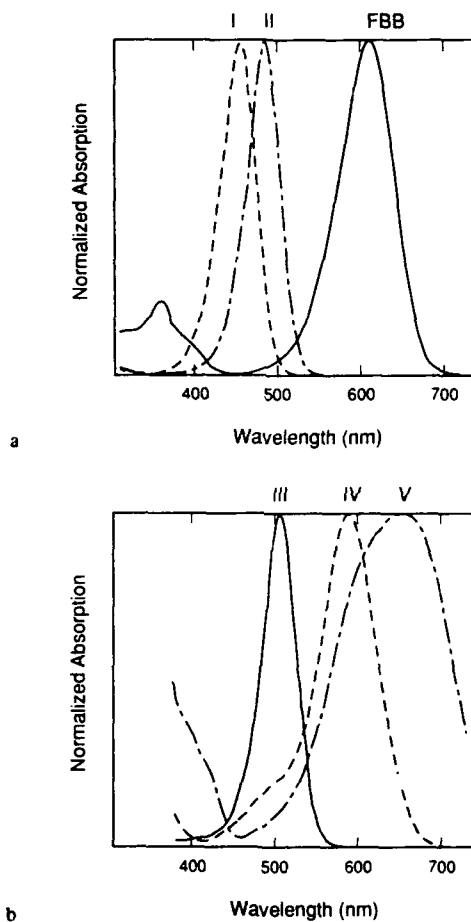 I II FBB
Normalized Absorption
400 500 600 700
Wavelength (nm)
a
III IV V
Normalized Absorption
400 500 600 700
Wavelength (nm)
b